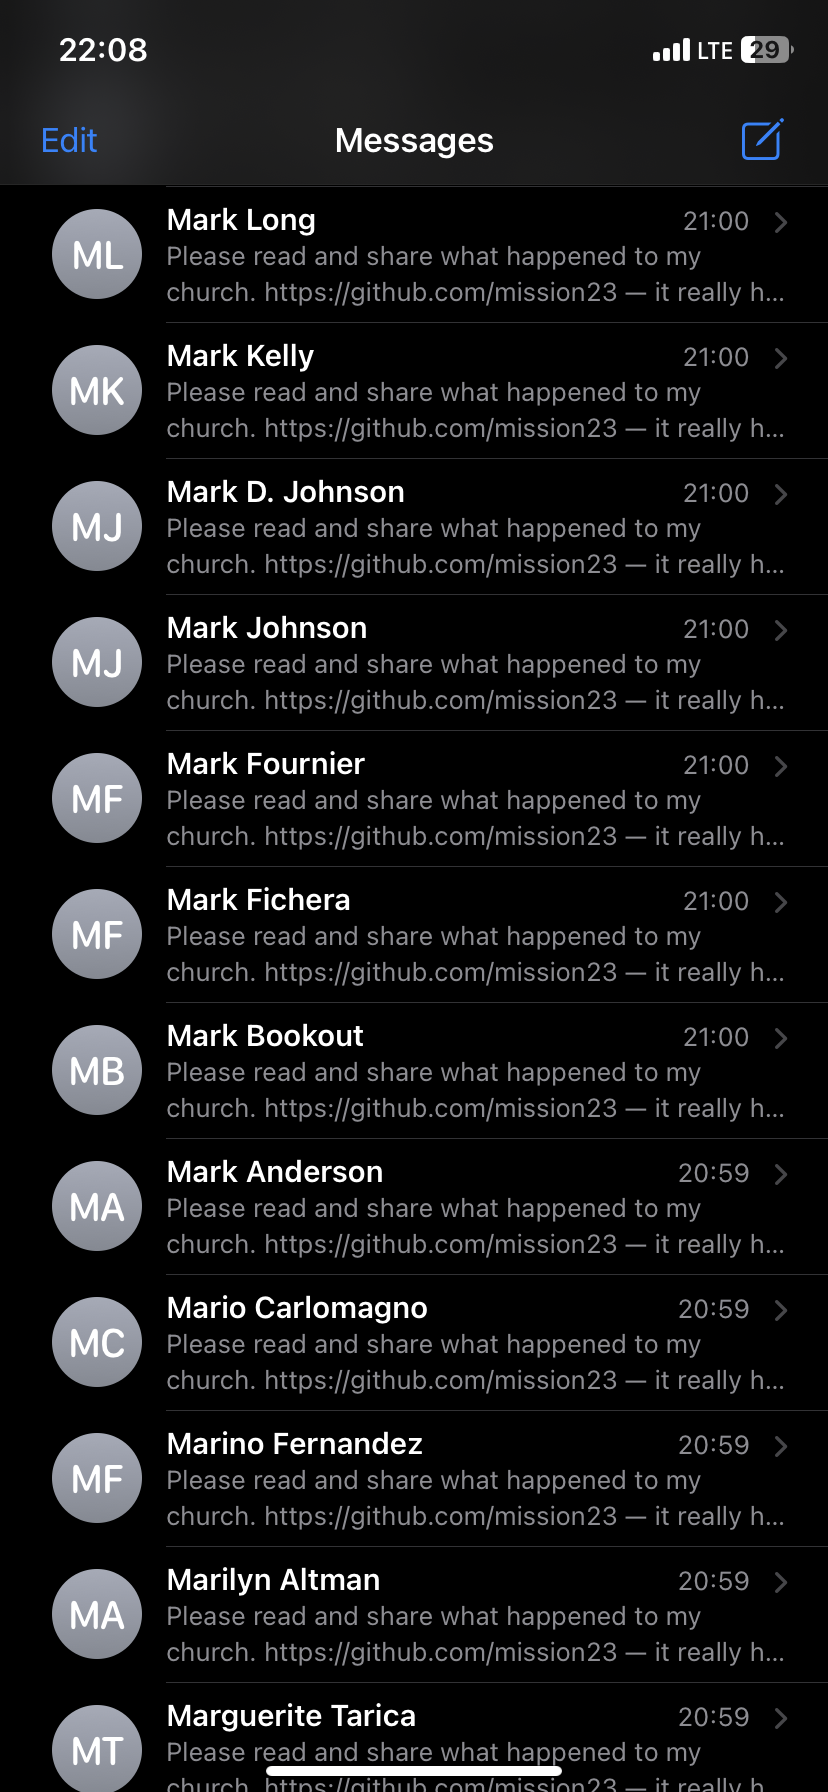 22:08
LTE 29
Edit Messages
ML Mark Long 21:00
Please read and share what happened to my
church. https://github.com/mission23 — it really h...
MK Mark Kelly 21:00
Please read and share what happened to my
church. https://github.com/mission23 — it really h...
MJ Mark D. Johnson 21:00
Please read and share what happened to my
church. https://github.com/mission23 — it really h...
MJ Mark Johnson 21:00
Please read and share what happened to my
church. https://github.com/mission23 — it really h...
MF Mark Fournier 21:00
Please read and share what happened to my
church. https://github.com/mission23 — it really h...
MF Mark Fichera 21:00
Please read and share what happened to my
church. https://github.com/mission23 — it really h...
MB Mark Bookout 21:00
Please read and share what happened to my
church. https://github.com/mission23 — it really h...
MA Mark Anderson 20:59
Please read and share what happened to my
church. https://github.com/mission23 — it really h...
MC Mario Carlomagno 20:59
Please read and share what happened to my
church. https://github.com/mission23 — it really h...
MF Marino Fernandez 20:59
Please read and share what happened to my
church. https://github.com/mission23 — it really h...
MA Marilyn Altman 20:59
Please read and share what happened to my
church. https://github.com/mission23 — it really h...
MT Marguerite Tarica 20:59
Please read and share what happened to my
church. https://github.com/mission23 — it really h...